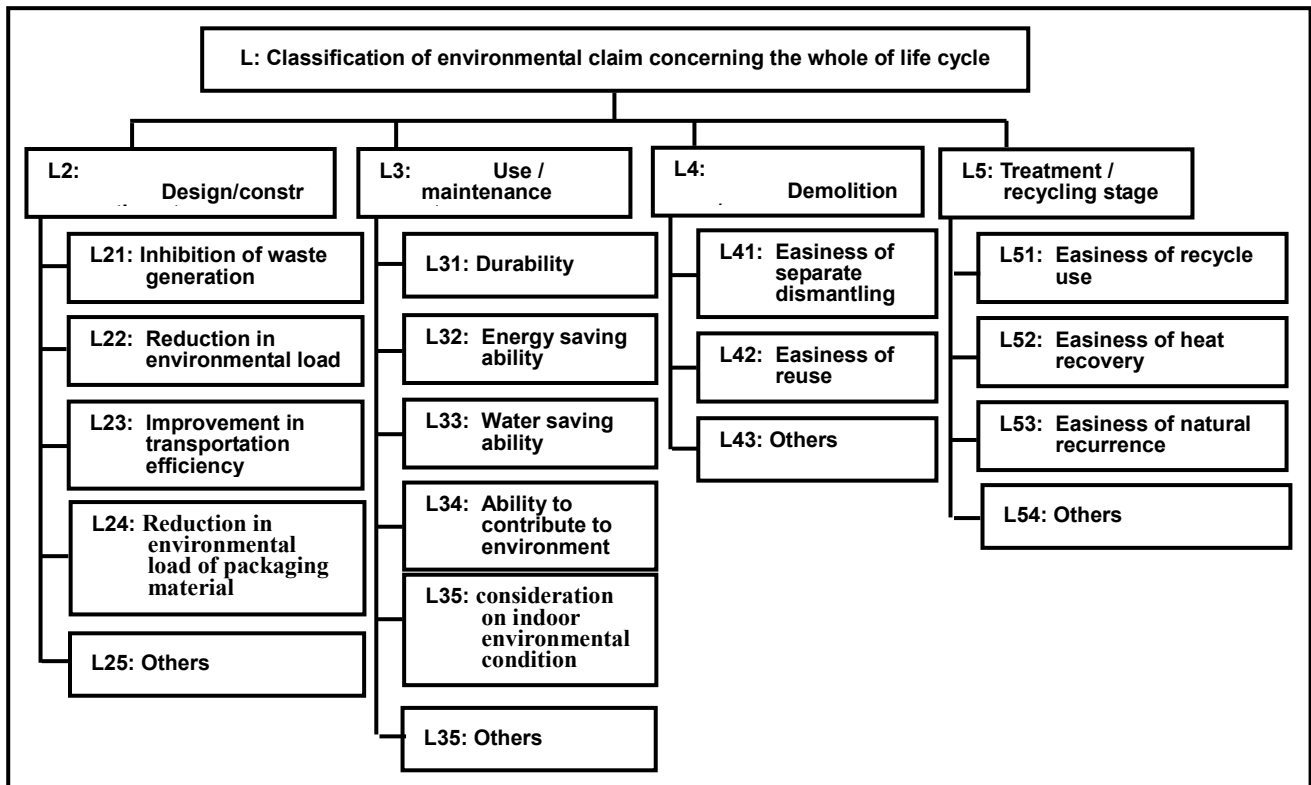 L: Classification of environmental claim concerning the whole of life cycle
L2:
Design/constr
L21: Inhibition of waste
generation
L22: Reduction in
environmental load
L23: Improvement in
transportation
efficiency
L24: Reduction in
environmental
load of packaging
material
L25: Others
L3: Use /
maintenance
L31: Durability
L32: Energy saving
ability
L33: Water saving
ability
L34: Ability to
contribute to
environment
L35: consideration
on indoor
environmental
condition
L35: Others
L4:
Demolition
L41: Easiness of
separate
dismantling
L42: Easiness of
reuse
L43: Others
L5: Treatment /
recycling stage
L51: Easiness of recycle
use
L52: Easiness of heat
recovery
L53: Easiness of natural
recurrence
L54: Others